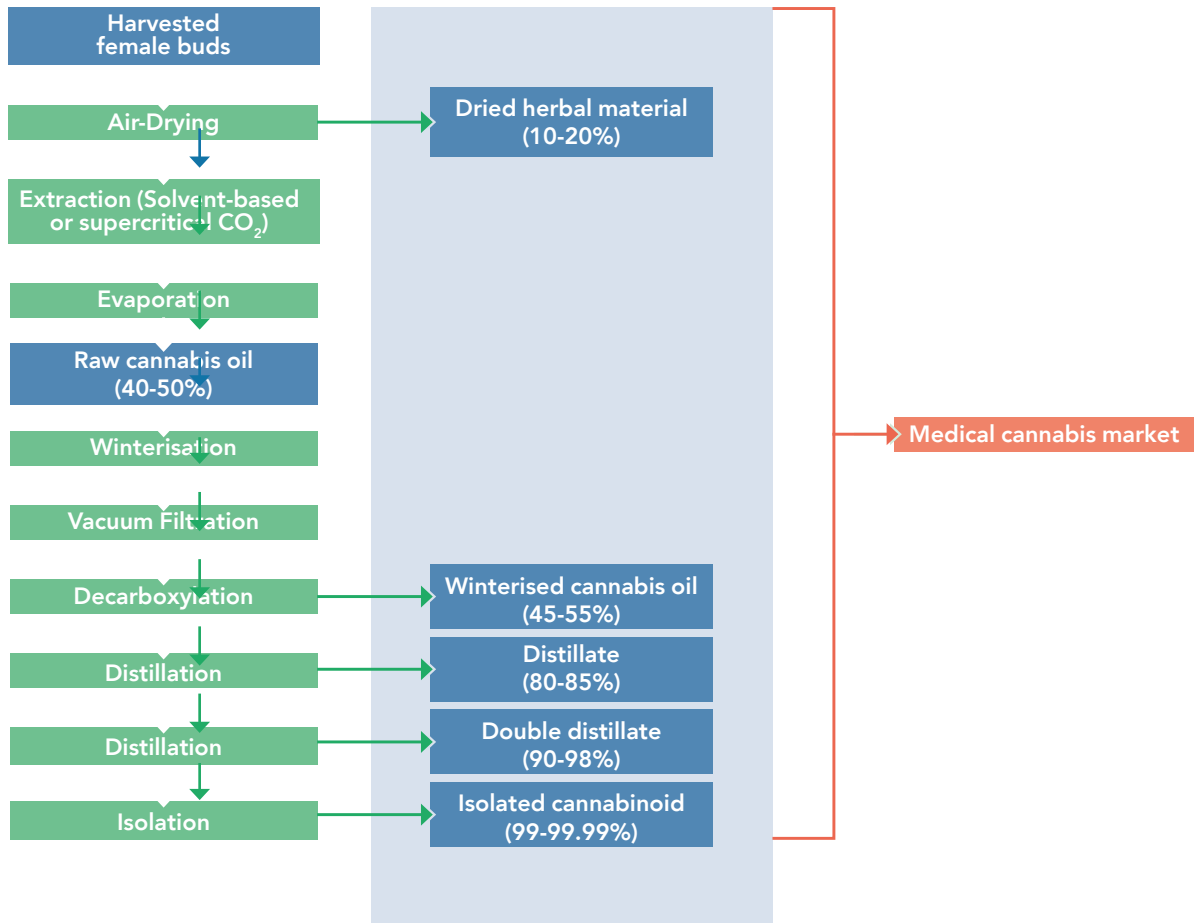 Harvested
female buds
Air-Drying
Dried herbal material
(10-20%)
Extraction (Solvent-based
or supercritical CO₂)
Evaporation
Raw cannabis oil
(40-50%)
Winterisation
Medical cannabis market
Vacuum Filtration
Decarboxylation
Winterised cannabis oil
(45-55%)
Distillation
Distillate
(80-85%)
Distillation
Double distillate
(90-98%)
Isolation
Isolated cannabinoid
(99-99.99%)